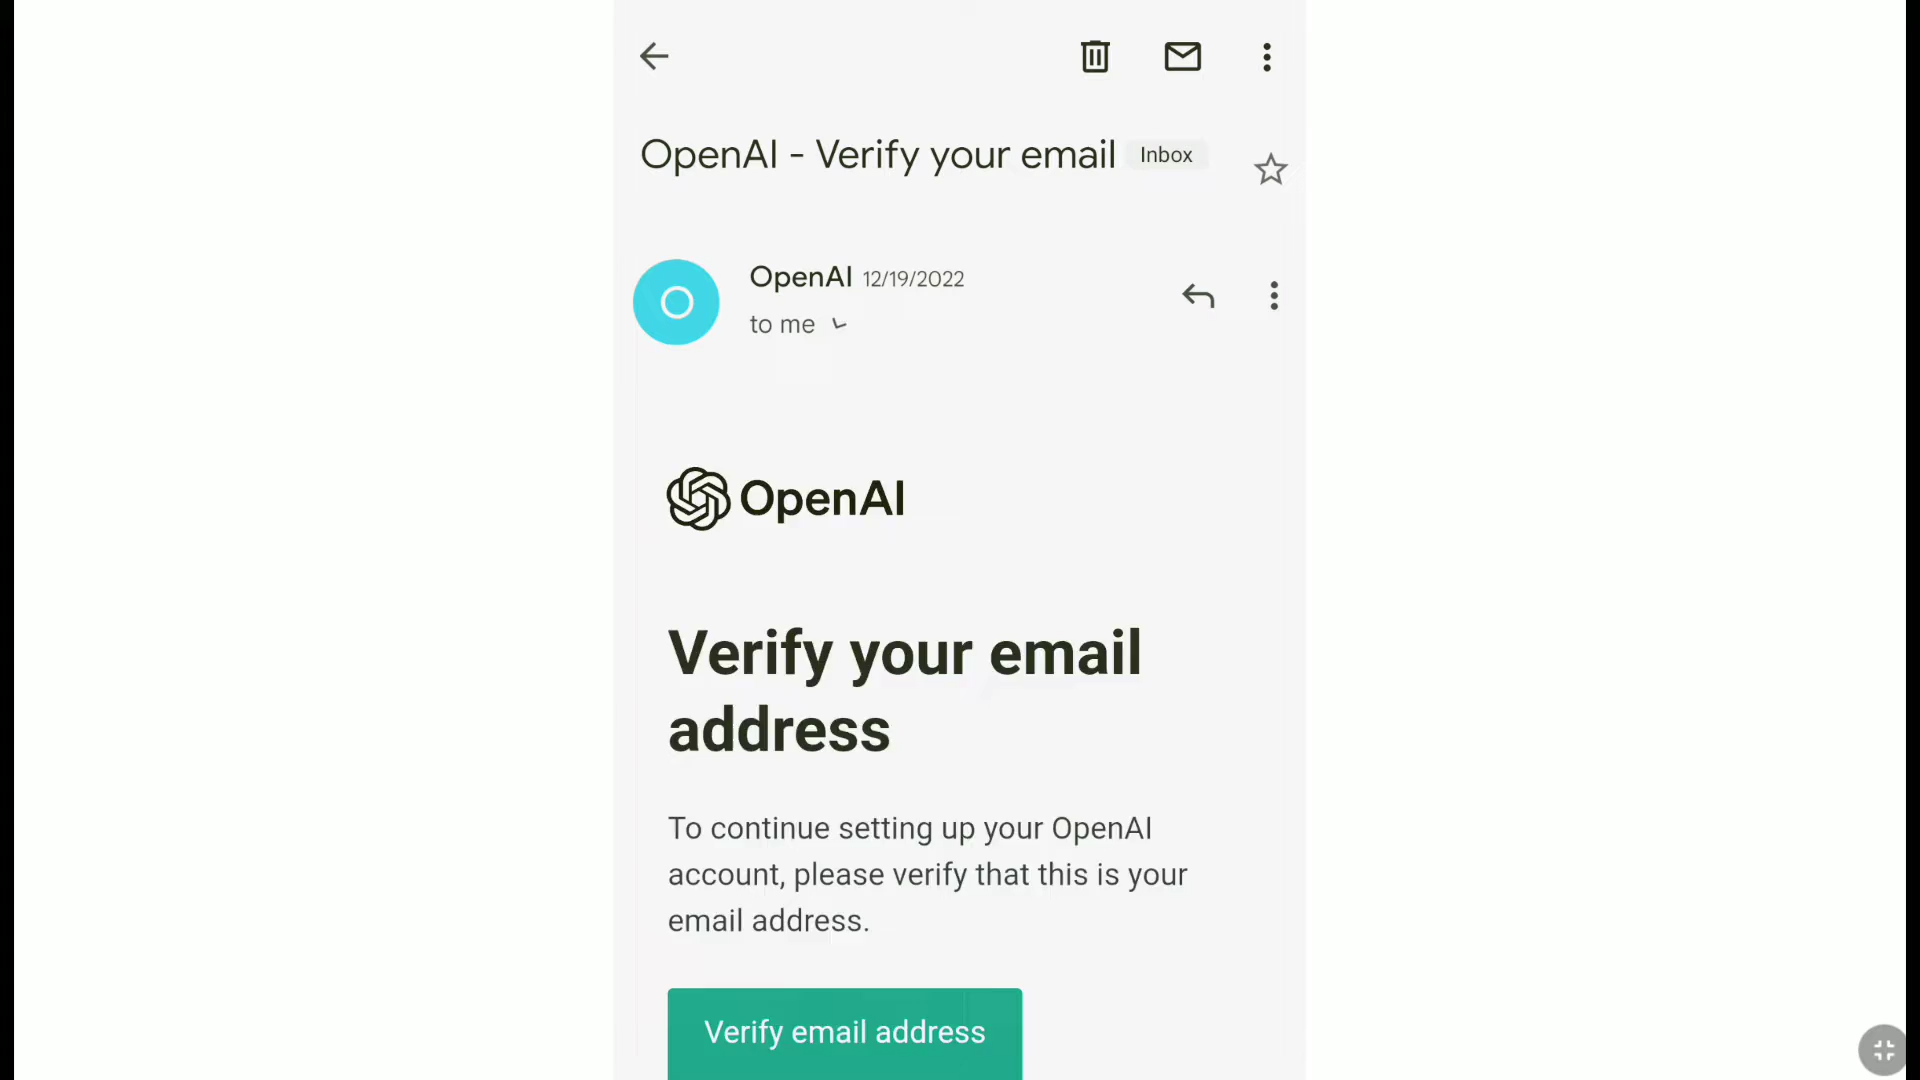 OpenAI - Verify your email Inbox
OpenAI 12/19/2022
to me
OpenAI
Verify your email
address
To continue setting up your OpenAI
account, please verify that this is your
email address.
Verify email address